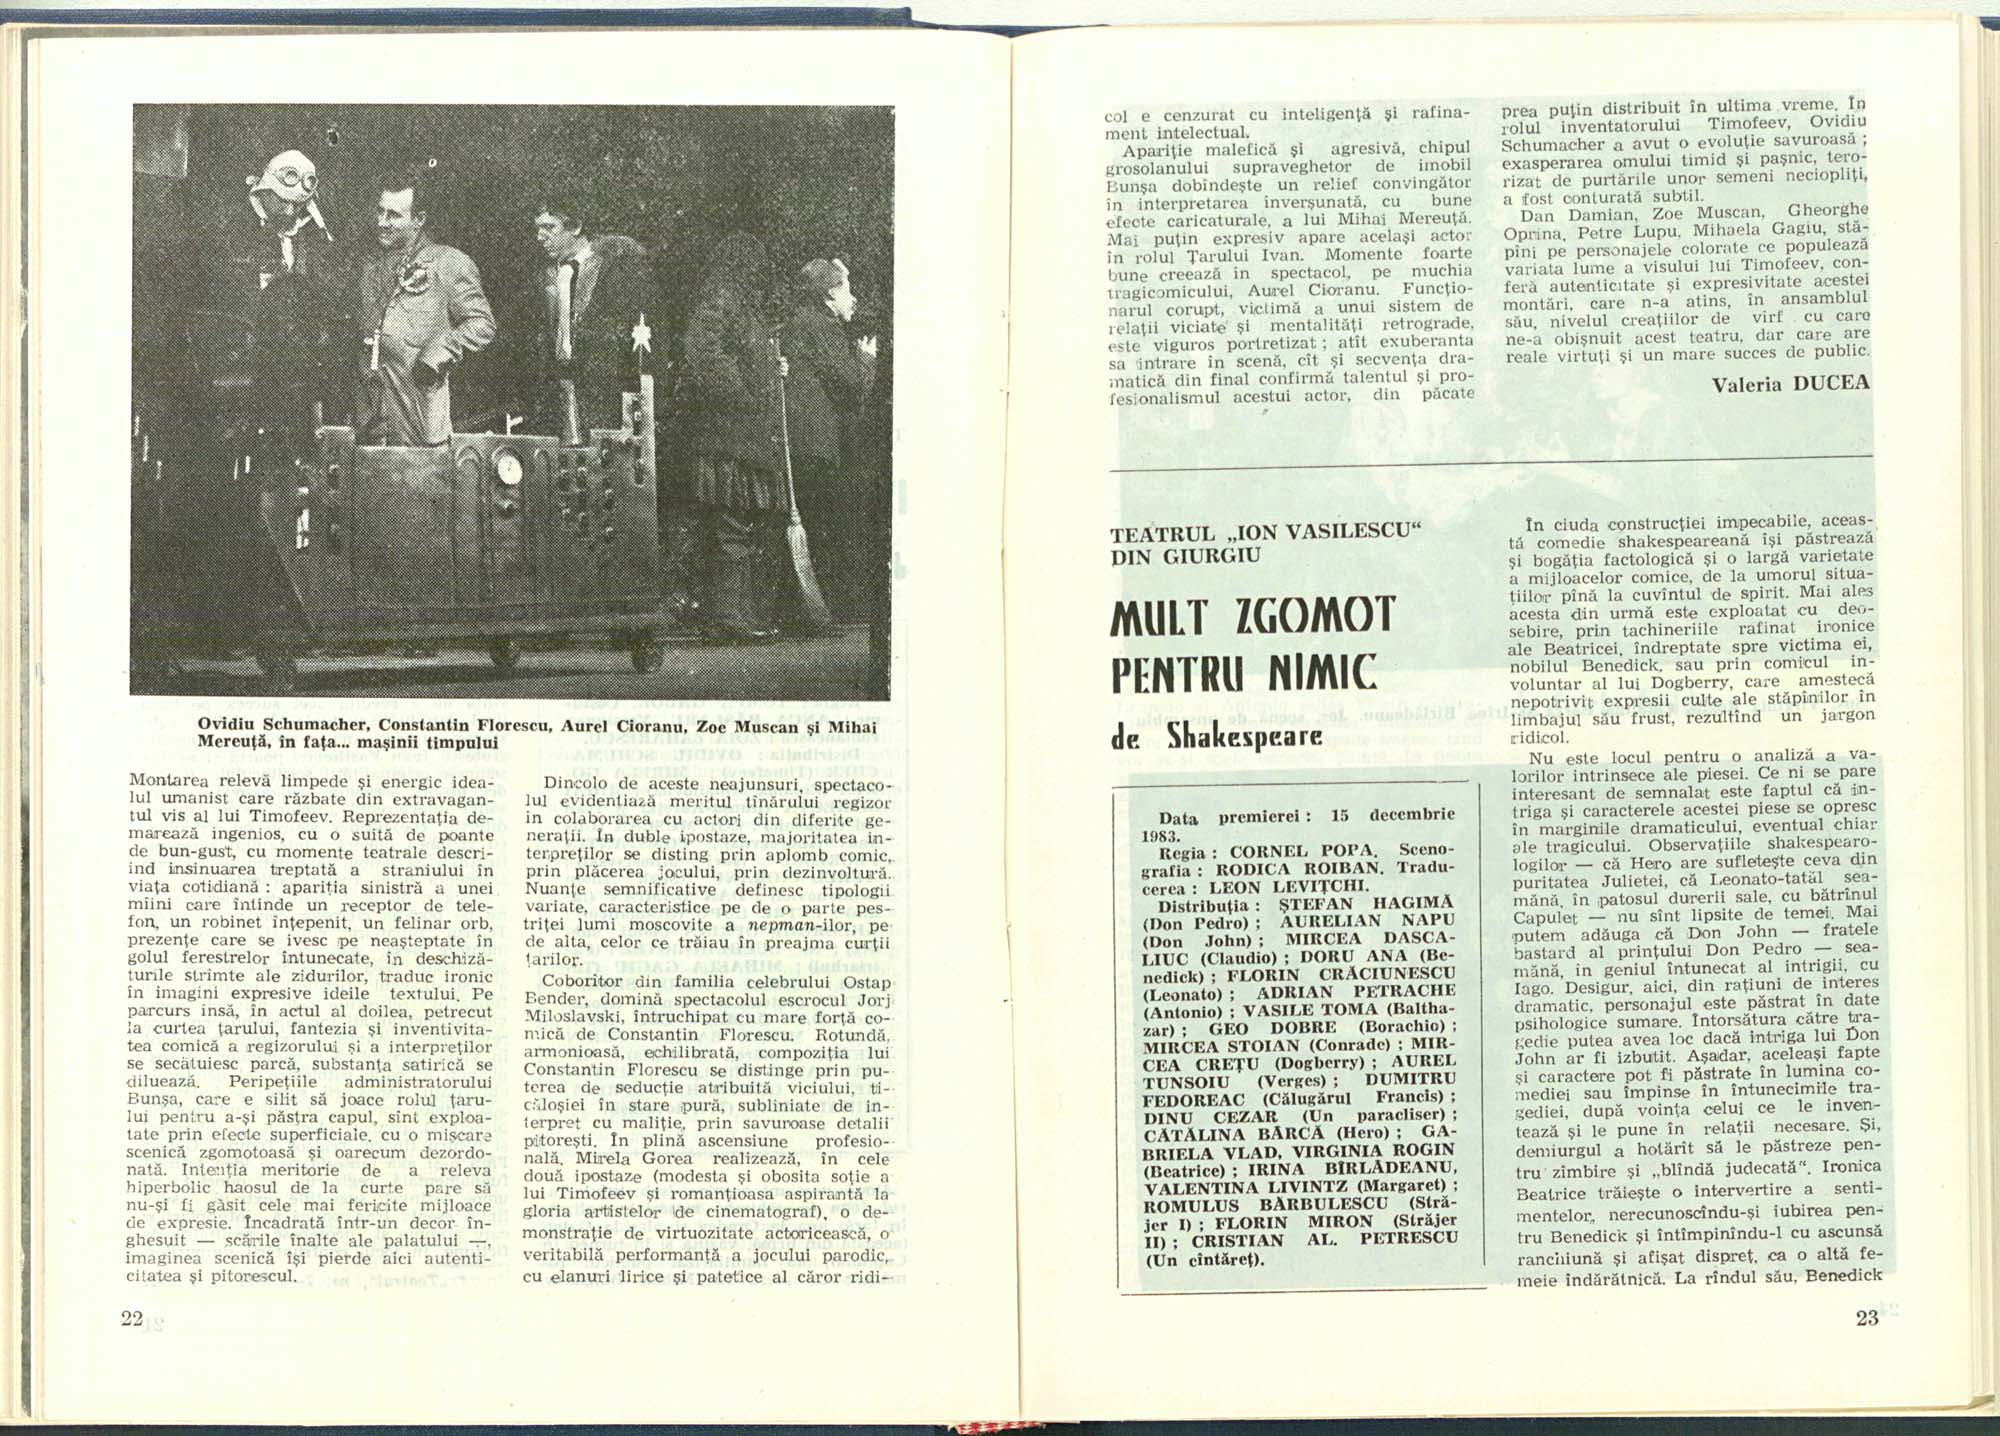 Ovidiu Schumacher, Constantin Florescu, Aurel Cioranu, Zoe Muscan și Mihai
Mereuță, în fața... mașinii timpului
Montarea relevă limpede și energic idea-
lul umanist care răzbate din extravagan-
tul vis al lui Timofeev. Reprezentația de-
marează ingenios, cu o suită de poante
de bun-gust, cu momente teatrale descri-
ind insinuarea treptată a straniului în
viața cotidiană : apariția sinistră a unei
mîini care întinde un receptor de tele-
fon, un robinet înțepenit, un felinar orb,
prezențe care se ivesc pe neașteptate în
golul ferestrelor întunecate, în deschiză-
turile strîmte ale zidurilor, traduc ironic
în imagini expresive ideile textului. Pe
parcurs însă, în actul al doilea, petrecut
la curtea țarului, fantezia și inventivita-
tea comică a regizorului și a interpreților
se secătuiesc parcă, substanța satirică se
diluează. Peripețiile administratorului
Bunșa, care e silit să joace rolul țaru-
lui pentru a-și păstra capul, sînt exploa-
tate prin efecte superficiale, cu o mișcare
scenică zgomotoasă și oarecum dezordo-
nată. Intenția meritorie de a releva
hiperbolic haosul de la curte pare să
nu-și fi găsit cele mai fericite mijloace
de expresie. Încadrată într-un decor în-
ghesuit — scările înalte ale palatului —,
imaginea scenică își pierde aici autenti-
citatea și pitorescul.
Dincolo de aceste neajunsuri, spectaco-
lul evidențiază meritul tînărului regizor
în colaborarea cu actori din diferite ge-
nerații. În duble ipostaze, majoritatea in-
terpreților se disting prin aplomb comic,
prin plăcerea jocului, prin dezinvoltură.
Nuanțe semnificative definesc tipologii
variate, caracteristice pe de o parte pes-
triței lumi moscovite a nepman-ilor, pe
de alta, celor ce trăiau în preajma curții
țarilor.
Coborîtor din familia celebrului Ostap
Bender, domină spectacolul escrocul Jorj
Miloslavski, întruchipat cu mare forță co-
mică de Constantin Florescu. Rotundă,
armonioasă, echilibrată, compoziția lui
Constantin Florescu se distinge prin pu-
terea de seducție atribuită viciului, ti-
căloșiei în stare pură, subliniate de in-
terpret cu maliție, prin savuroase detalii
pitorești. În plină ascensiune profesio-
nală, Mirela Gorea realizează, în cele
două ipostaze (modesta și obosita soție a
lui Timofeev și romanțioasa aspirantă la
gloria artistelor de cinematograf), o de-
monstrație de virtuozitate actoricească, o
veritabilă performanță a jocului parodic,
cu elanuri lirice și patetice al căror ridi-
22
col e cenzurat cu inteligență și rafina-
ment intelectual.
Apariție malefică și agresivă, chipul
grosolanului supraveghetor de imobil
Bunșa dobîndește un relief convingător
în interpretarea inverșunată, cu bune
efecte caricaturale, a lui Mihai Mereuță.
Mai puțin expresiv apare același actor
în rolul Țarului Ivan. Momente foarte
bune creează în spectacol, pe muchia
tragicomicului, Aurel Cioranu. Funcțio-
narul corupt, victimă a unui sistem de
relații viciate și mentalități retrograde,
este viguros portretizat ; atît exuberanta
sa intrare în scenă, cît și secvența dra-
matică din final confirmă talentul și pro-
fesionalismul acestui actor, din păcate
prea puțin distribuit în ultima vreme. În
rolul inventatorului Timofeev, Ovidiu
Schumacher a avut o evoluție savuroasă ;
exasperarea omului timid și pașnic, tero-
rizat de purtările unor semeni neciopliți,
a fost conturată subtil.
Dan Damian, Zoe Muscan, Gheorghe
Oprina, Petre Lupu, Mihaela Gagiu, stă-
pîni pe personajele colorate ce populează
variata lume a visului lui Timofeev, con-
feră autenticitate și expresivitate acestei
montări, care n-a atins, în ansamblul
său, nivelul creațiilor de vîrf cu care
ne-a obișnuit acest teatru, dar care are
reale virtuți și un mare succes de public.
Valeria DUCEA
TEATRUL „ION VASILESCU“
DIN GIURGIU
MULT ZGOMOT
PENTRU NIMIC
de Shakespeare
Data premierei : 15 decembrie
1983.
Regia : CORNEL POPA. Sceno-
grafia : RODICA ROIBAN. Tradu-
cerea : LEON LEVIȚCHI.
Distribuția : ȘTEFAN HAGIMĂ
(Don Pedro) ; AURELIAN NAPU
(Don John) ; MIRCEA DASCA-
LIUC (Claudio) ; DORU ANA (Be-
nedick) ; FLORIN CRĂCIUNESCU
(Leonato) ; ADRIAN PETRACHE
(Antonio) ; VASILE TOMA (Baltha-
zar) ; GEO DOBRE (Borachio) ;
MIRCEA STOIAN (Conrade) ; MIR-
CEA CREȚU (Dogberry) ; AUREL
TUNSOIU (Verges) ; DUMITRU
FEDOREAC (Călugărul Francis) ;
DINU CEZAR (Un paracliser) ;
CĂTĂLINA BĂRCĂ (Hero) ; GA-
BRIELA VLAD, VIRGINIA ROGIN
(Beatrice) ; IRINA BÎRLĂDEANU,
VALENTINA LIVINTZ (Margaret) ;
ROMULUS BĂRBULESCU (Stră-
jer I) ; FLORIN MIRON (Străjer
II) ; CRISTIAN AL. PETRESCU
(Un cîntăreț).
În ciuda construcției impecabile, aceas-
tă comedie shakespeareană își păstrează
și bogăția factologică și o largă varietate
a mijloacelor comice, de la umorul situa-
țiilor pînă la cuvîntul de spirit. Mai ales
acesta din urmă este exploatat cu deo-
sebire, prin tachineriile rafinat ironice
ale Beatricei, îndreptate spre victima ei,
nobilul Benedick, sau prin comicul in-
voluntar al lui Dogberry, care amestecă
nepotrivit expresii culte ale stăpînilor în
limbajul său frust, rezultînd un jargon
ridicol.
Nu este locul pentru o analiză a va-
lorilor intrinsece ale piesei. Ce ni se pare
interesant de semnalat este faptul că in-
triga și caracterele acestei piese se opresc
în marginile dramaticului, eventual chiar
ale tragicului. Observațiile shakespearo-
logilor — că Hero are sufletește ceva din
puritatea Julietei, că Leonato-tatăl sea-
mănă, în patosul durerii sale, cu bătrînul
Capulet — nu sînt lipsite de temei. Mai
putem adăuga că Don John — fratele
bastard al prințului Don Pedro — sea-
mănă, în geniul întunecat al intrigii, cu
Iago. Desigur, aici, din rațiuni de interes
dramatic, personajul este păstrat în date
psihologice sumare. Întorsătura către tra-
gedie putea avea loc dacă intriga lui Don
John ar fi izbutit. Așadar, aceleași fapte
și caractere pot fi păstrate în lumina co-
mediei sau împinse în întunecimile tra-
gediei, după voința celui ce le inven-
tează și le pune în relații necesare. Și,
demiurgul a hotărît să le păstreze pen-
tru zîmbire și „blîndă judecată“. Ironica
Beatrice trăiește o intervertire a senti-
mentelor, nerecunoscîndu-și iubirea pen-
tru Benedick și întîmpinîndu-l cu ascunsă
ranchiună și afișat dispreț, ca o altă fe-
meie îndărătnică. La rîndul său, Benedick
23